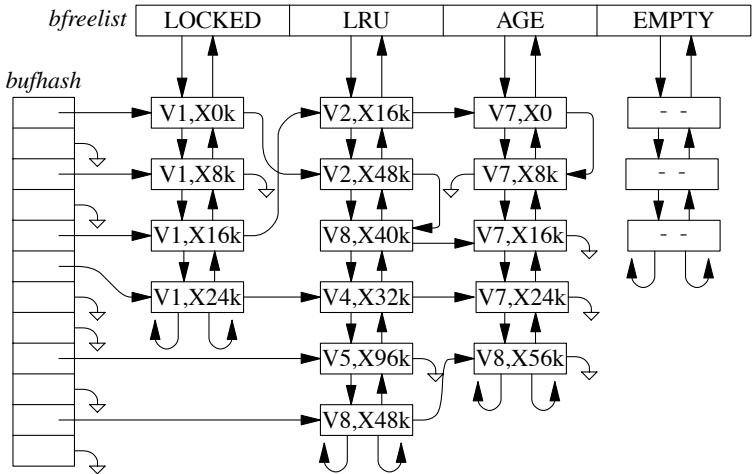 bfreelist LOCKED LRU AGE EMPTY
bufhash
V1,X0k V2,X16k V7,X0 - -
V1,X8k V2,X48k V7,X8k - -
V1,X16k V8,X40k V7,X16k - -
V1,X24k V4,X32k V7,X24k
V5,X96k V8,X56k
V8,X48k